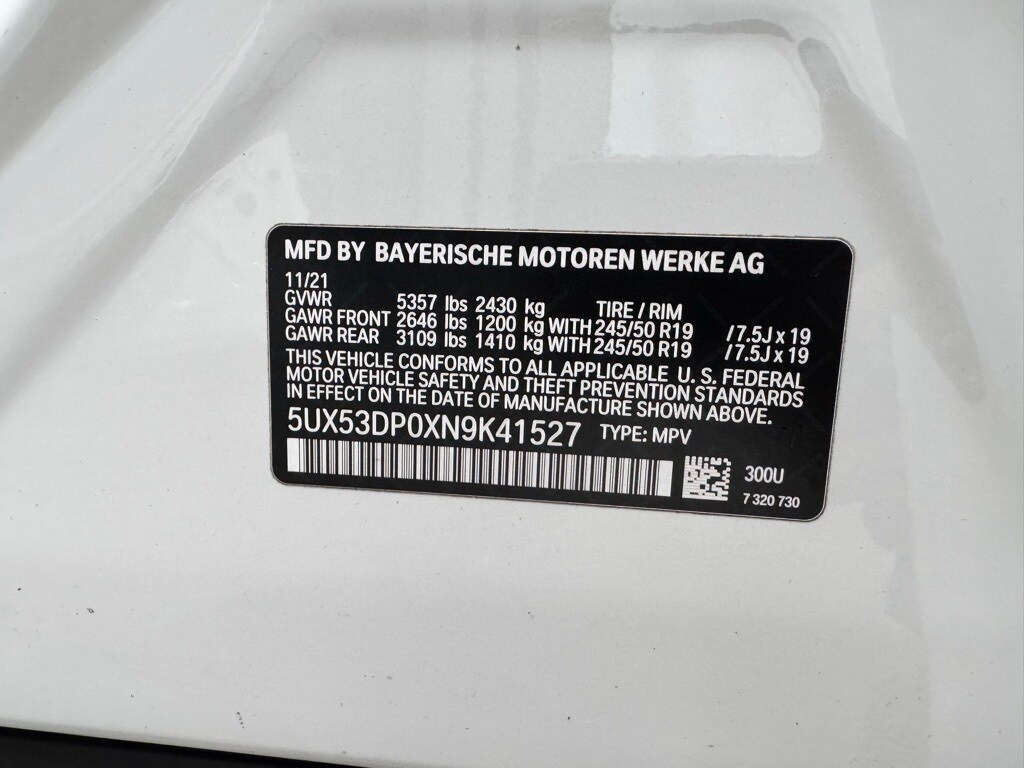 MFD BY BAYERISCHE MOTOREN WERKE AG
11/21
GVWR 5357 lbs 2430 kg TIRE / RIM
GAWR FRONT 2646 lbs 1200 kg WITH 245/50 R19 / 7.5J x 19
GAWR REAR 3109 lbs 1410 kg WITH 245/50 R19 / 7.5J x 19
THIS VEHICLE CONFORMS TO ALL APPLICABLE U. S. FEDERAL
MOTOR VEHICLE SAFETY AND THEFT PREVENTION STANDARDS
IN EFFECT ON THE DATE OF MANUFACTURE SHOWN ABOVE.
5UX53DP0XN9K41527 TYPE: MPV
300U
7 320 730